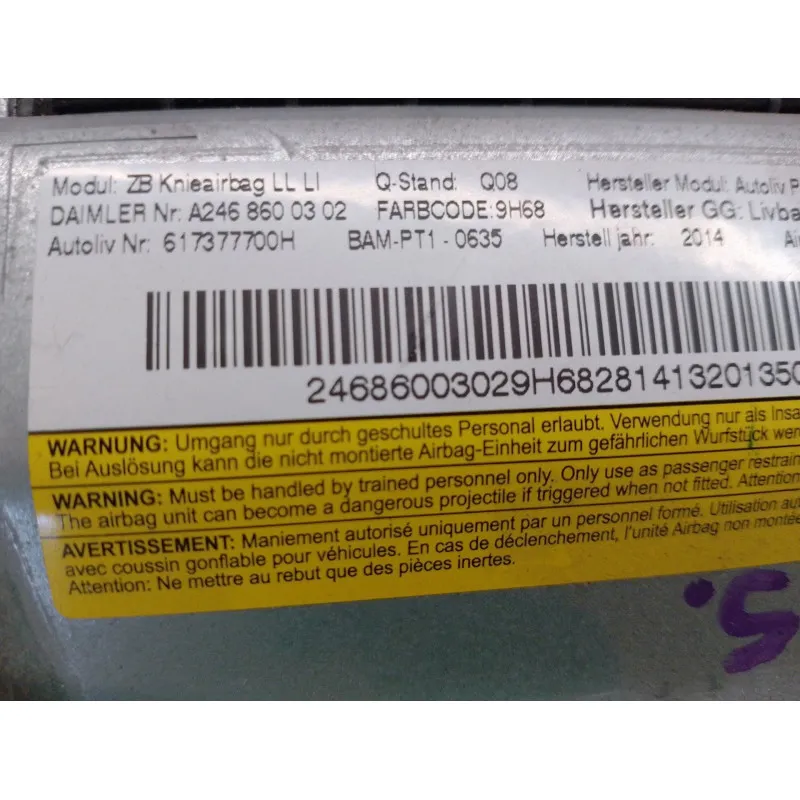 Modul: ZB Knieairbag LL LI Q-Stand: Q08 Hersteller Modul: Autoliv
DAIMLER Nr: A246 860 03 02 FARBCODE:9H68 Hersteller GG:
Autoliv Nr: 617377700H BAM-PT1 - 0635 Herstell jahr: 2014
24686003029H68281413201350
WARNUNG: Umgang nur durch geschultes Personal erlaubt. Verwendung nur als
Bei Auslösung kann die nicht montierte Airbag-Einheit zum gefährlichen Wurfstück
WARNING: Must be handled by trained personnel only. Only use as passenger
The airbag unit can become a dangerous projectile if triggered when not fitted. Attention
AVERTISSEMENT: Maniement autorisé uniquement par un personnel formé. Utilisation
avec coussin gonflable pour véhicules. En cas de déclenchement, l'unité Airbag non
Attention: Ne mettre au rebut que des pièces inertes.
5.